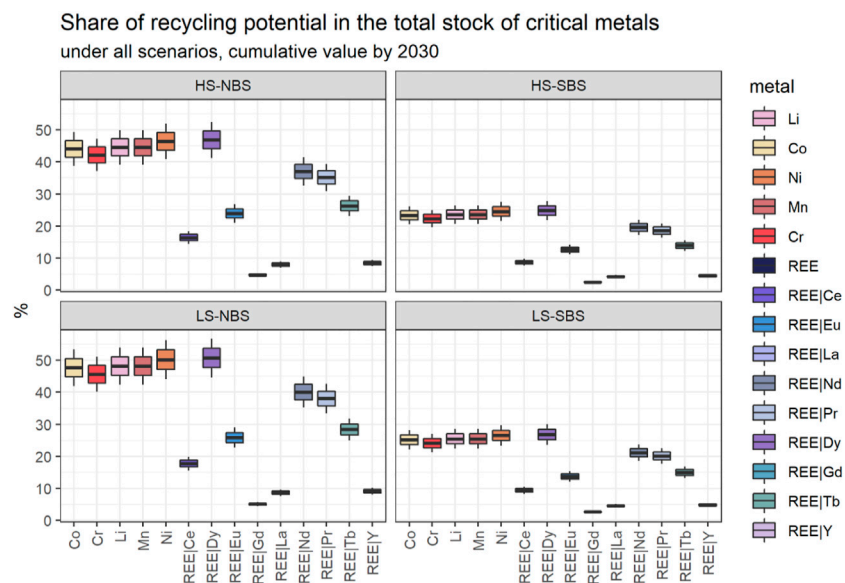 Share of recycling potential in the total stock of critical metals
under all scenarios, cumulative value by 2030
HS-NBS
HS-SBS
50
40
30
20
10
0
%
LS-NBS
LS-SBS
50
40
30
20
10
0
Co
Cr
Li
Mn
Ni
REE|Ce
REE|Dy
REE|Eu
REE|Gd
REE|La
REE|Nd
REE|Pr
REE|Tb
REE|Y
Co
Cr
Li
Mn
Ni
REE|Ce
REE|Dy
REE|Eu
REE|Gd
REE|La
REE|Nd
REE|Pr
REE|Tb
REE|Y
metal
Li
Co
Ni
Mn
Cr
REE
REE|Ce
REE|Eu
REE|La
REE|Nd
REE|Pr
REE|Dy
REE|Gd
REE|Tb
REE|Y